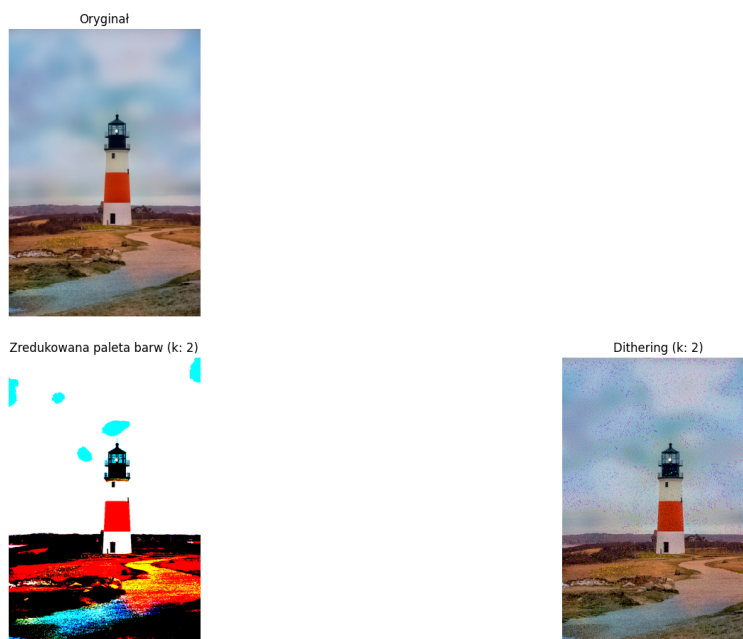 Oryginał
Zredukowana paleta barw (k: 2)
Dithering (k: 2)